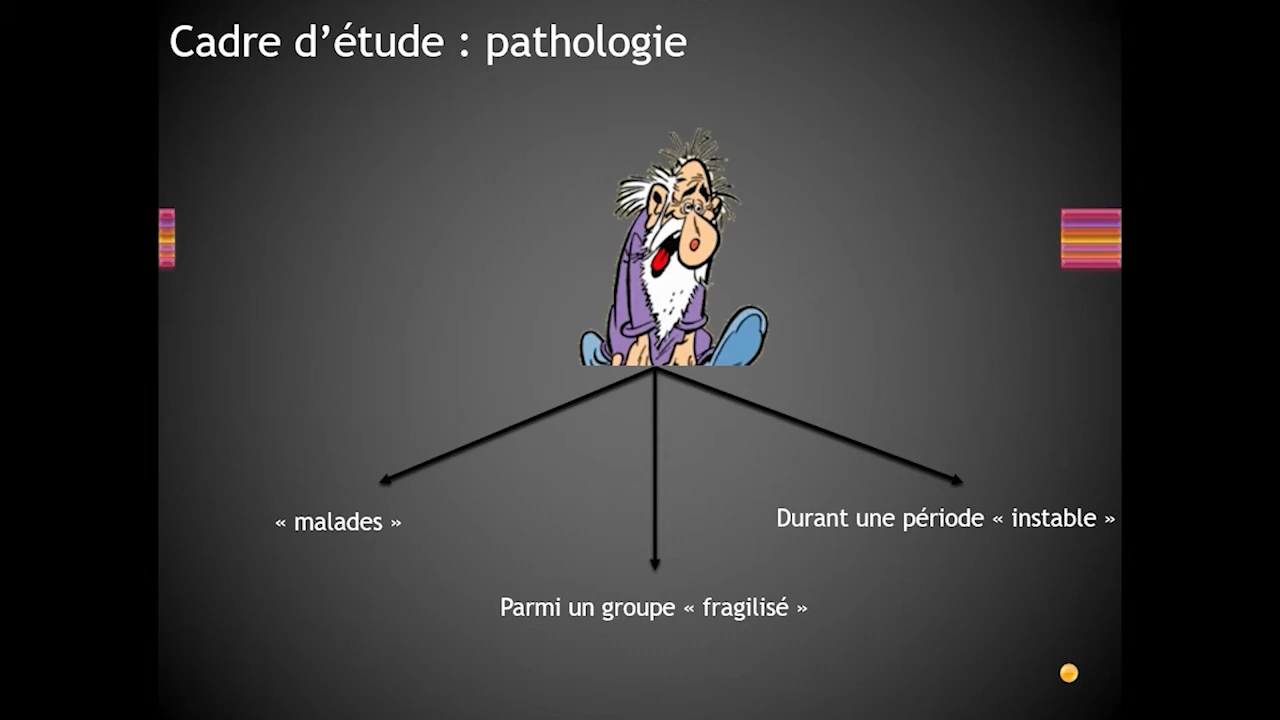 Cadre d’étude : pathologie
« malades »
Durant une période « instable »
Parmi un groupe « fragilisé »